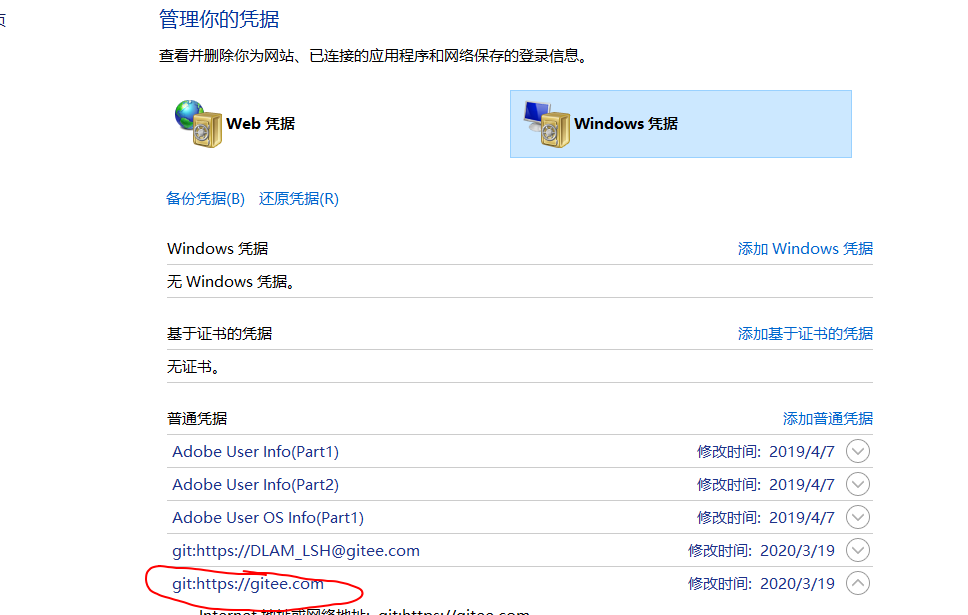 页
管理你的凭据
查看并删除你为网站、已连接的应用程序和网络保存的登录信息。
Web 凭据
Windows 凭据
备份凭据(B) 还原凭据(R)
Windows 凭据 添加 Windows 凭据
无 Windows 凭据。
基于证书的凭据 添加基于证书的凭据
无证书。
普通凭据 添加普通凭据
Adobe User Info(Part1) 修改时间: 2019/4/7
Adobe User Info(Part2) 修改时间: 2019/4/7
Adobe User OS Info(Part1) 修改时间: 2019/4/7
git:https://DLAM_LSH@gitee.com 修改时间: 2020/3/19
git:https://gitee.com 修改时间: 2020/3/19
Internet 地址或网络地址: git:https://gitee.com